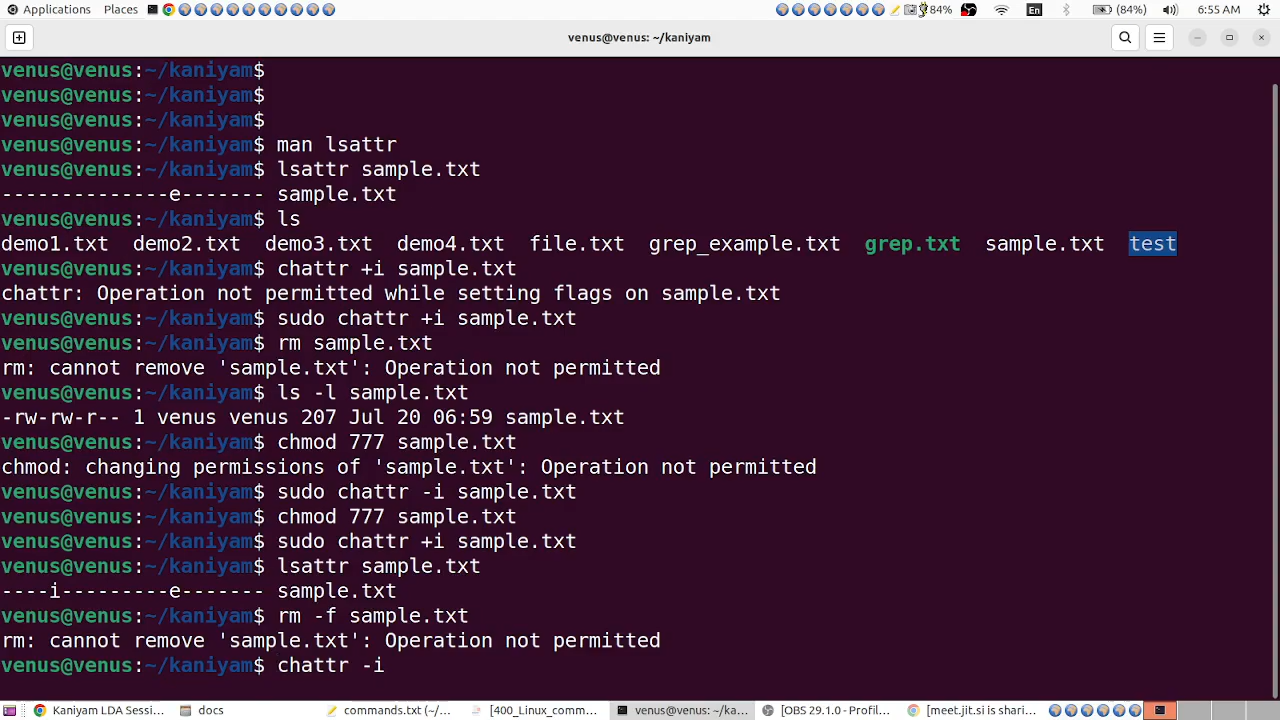 Applications Places 84% En (84%) 6:55 AM
venus@venus: ~/kaniyam
venus@venus:~/kaniyam$
venus@venus:~/kaniyam$
venus@venus:~/kaniyam$
venus@venus:~/kaniyam$ man lsattr
venus@venus:~/kaniyam$ lsattr sample.txt
--------------e------- sample.txt
venus@venus:~/kaniyam$ ls
demo1.txt demo2.txt demo3.txt demo4.txt file.txt grep_example.txt grep.txt sample.txt test
venus@venus:~/kaniyam$ chattr +i sample.txt
chattr: Operation not permitted while setting flags on sample.txt
venus@venus:~/kaniyam$ sudo chattr +i sample.txt
venus@venus:~/kaniyam$ rm sample.txt
rm: cannot remove 'sample.txt': Operation not permitted
venus@venus:~/kaniyam$ ls -l sample.txt
-rw-rw-r-- 1 venus venus 207 Jul 20 06:59 sample.txt
venus@venus:~/kaniyam$ chmod 777 sample.txt
chmod: changing permissions of 'sample.txt': Operation not permitted
venus@venus:~/kaniyam$ sudo chattr -i sample.txt
venus@venus:~/kaniyam$ chmod 777 sample.txt
venus@venus:~/kaniyam$ sudo chattr +i sample.txt
venus@venus:~/kaniyam$ lsattr sample.txt
----i---------e------- sample.txt
venus@venus:~/kaniyam$ rm -f sample.txt
rm: cannot remove 'sample.txt': Operation not permitted
venus@venus:~/kaniyam$ chattr -i
Kaniyam LDA Sessi... docs commands.txt (~/... [400_Linux_comm... venus@venus: ~/ka... [OBS 29.1.0 - Profil... [meet.jit.si is sharin...